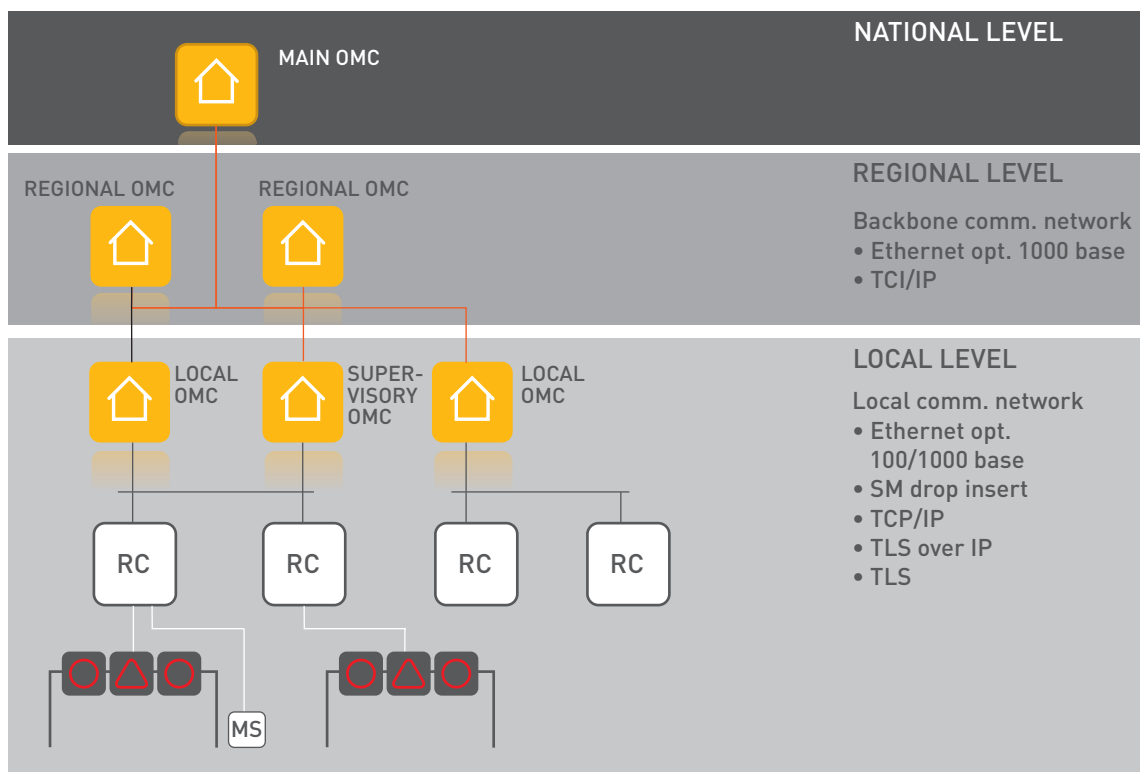 NATIONAL LEVEL
MAIN OMC
REGIONAL LEVEL
REGIONAL OMC
REGIONAL OMC
Backbone comm. network
• Ethernet opt. 1000 base
• TCI/IP
LOCAL LEVEL
LOCAL
OMC
SUPER-
VISORY
OMC
LOCAL
OMC
Local comm. network
• Ethernet opt.
100/1000 base
• SM drop insert
• TCP/IP
• TLS over IP
• TLS
RC
RC
RC
RC
MS